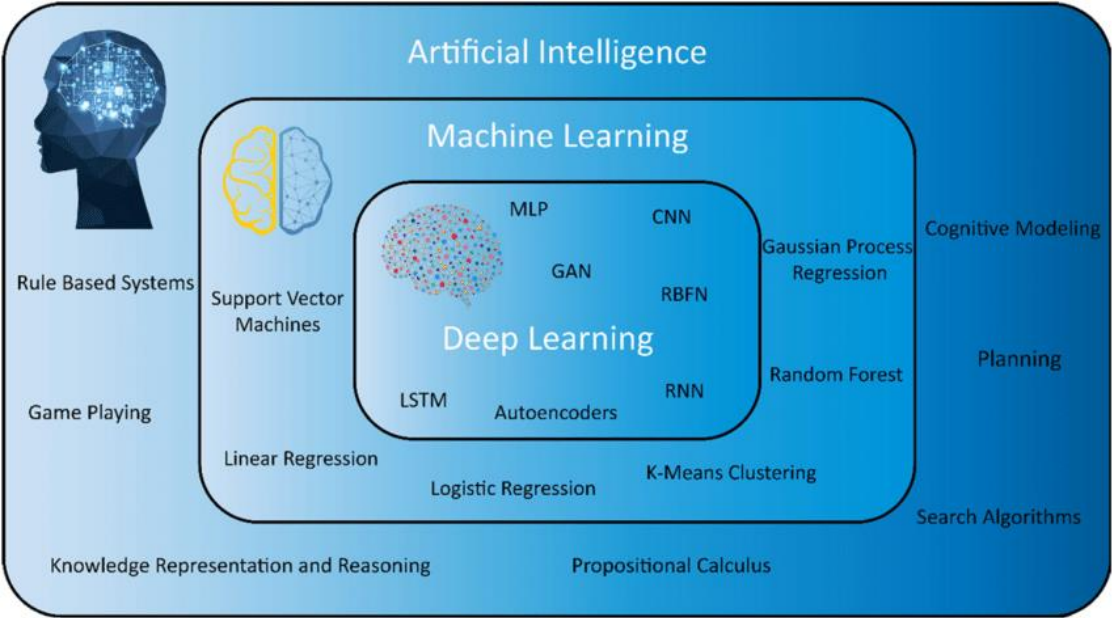 Artificial Intelligence
Machine Learning
MLP
CNN
Cognitive Modeling
Gaussian Process
Regression
GAN
Rule Based Systems
Support Vector
Machines
RBFN
Deep Learning
Planning
Random Forest
RNN
LSTM
Autoencoders
Game Playing
Linear Regression
K-Means Clustering
Logistic Regression
Search Algorithms
Knowledge Representation and Reasoning
Propositional Calculus